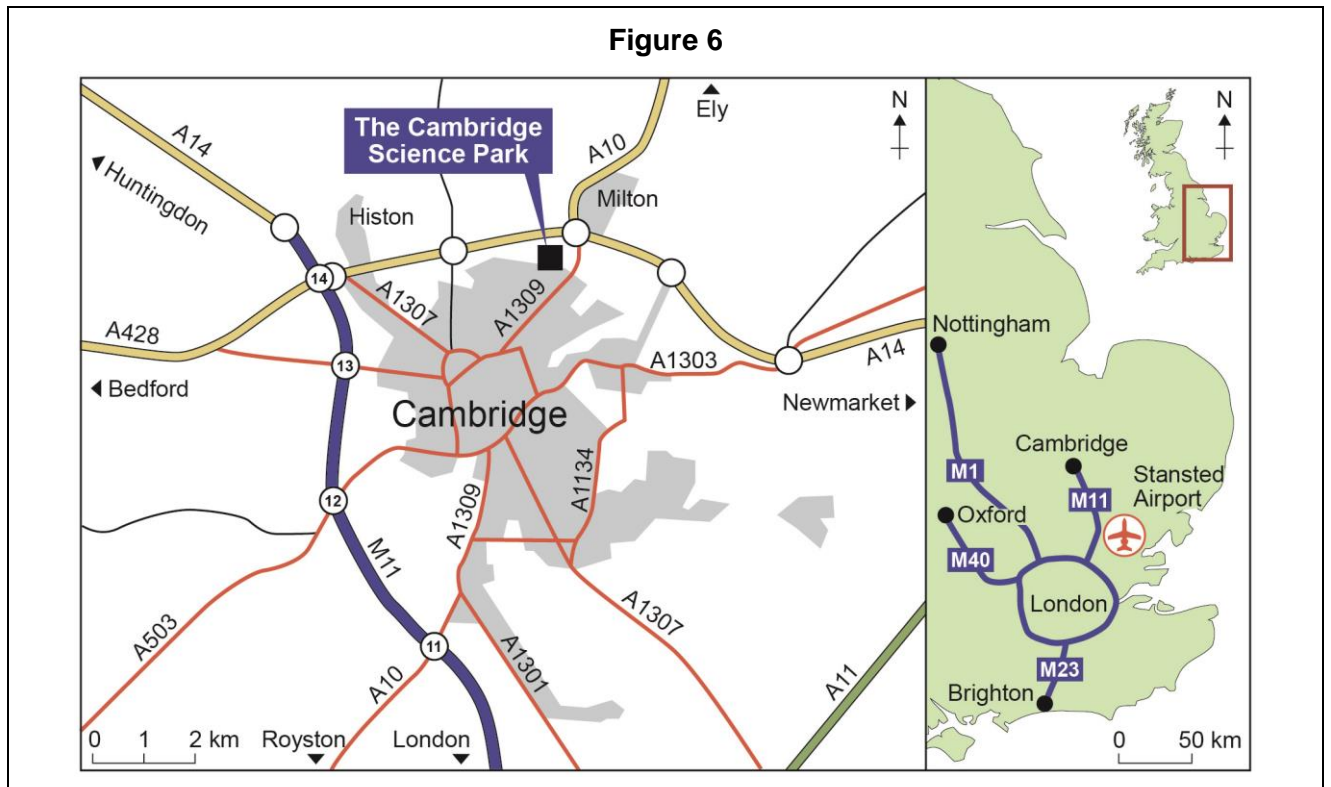 Figure 6
The Cambridge
Science Park
A14
Huntingdon
Histon
A10
Ely
N
Milton
14
A1307
A1309
A428
13
Bedford
A1303
A14
Newmarket
Cambridge
12
A1309
A1134
M11
A503
11
A10
A1301
A1307
A11
0 1 2 km
Royston
London
N
Nottingham
M1
Cambridge
M11
Stansted
Airport
Oxford
M40
London
M23
Brighton
0 50 km